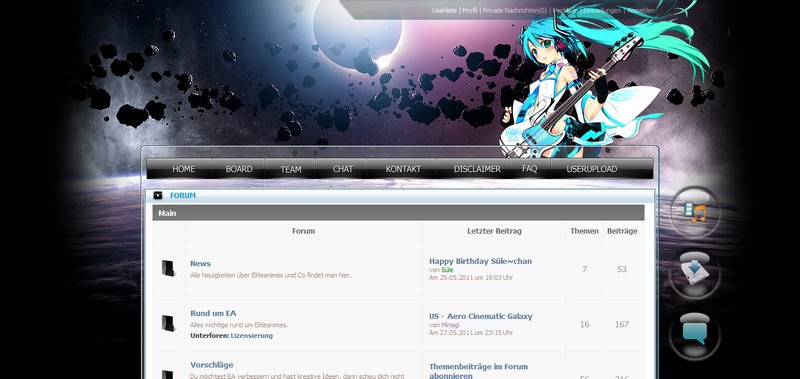 Userliste | Profil | Private Nachrichten(0) | | Einstellungen | Abmelden
HOME BOARD TEAM CHAT KONTAKT DISCLAIMER FAQ USERUPLOAD
FORUM
Main
Forum Letzter Beitrag Themen Beiträge
News
Alle Neuigkeiten über Eliteanimes und Co findet man hier.
Happy Birthday Süle~chan
von Süle
Am 29.05.2011 um 19:03 Uhr
7 53
Rund um EA
Alles wichtige rund um Eliteanimes.
Unterforen: Lizensierung
US - Aero Cinematic Galaxy
von Minagi
Am 27.05.2011 um 23:15 Uhr
16 167
Vorschläge
Du möchtest EA verbessern und hast kreative Ideen, dann scheu dich nicht
Themenbeiträge im Forum
abonnieren